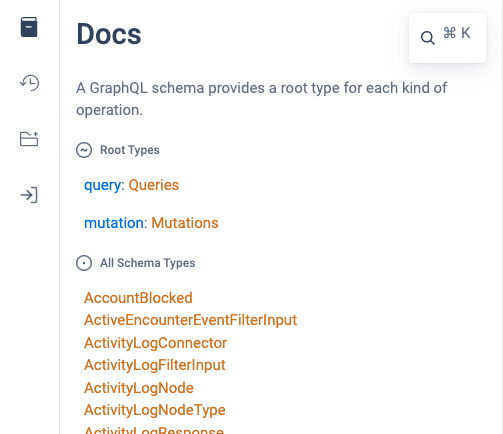 Docs
⌘ K
A GraphQL schema provides a root type for each kind of
operation.
Root Types
query: Queries
mutation: Mutations
All Schema Types
AccountBlocked
ActiveEncounterEventFilterInput
ActivityLogConnector
ActivityLogFilterInput
ActivityLogNode
ActivityLogNodeType
ActivityLogResponse